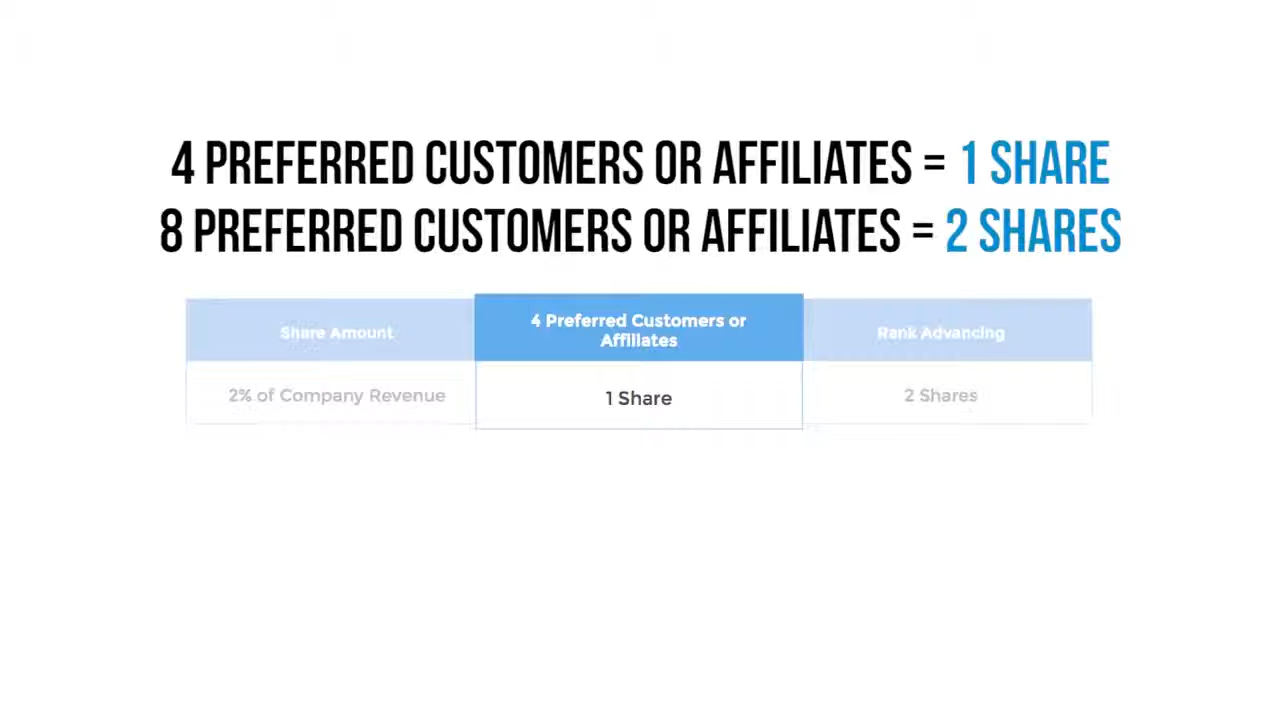 4 PREFERRED CUSTOMERS OR AFFILIATES = 1 SHARE
8 PREFERRED CUSTOMERS OR AFFILIATES = 2 SHARES
Share Amount
4 Preferred Customers or
Affiliates
Rank Advancing
2% of Company Revenue
1 Share
2 Shares